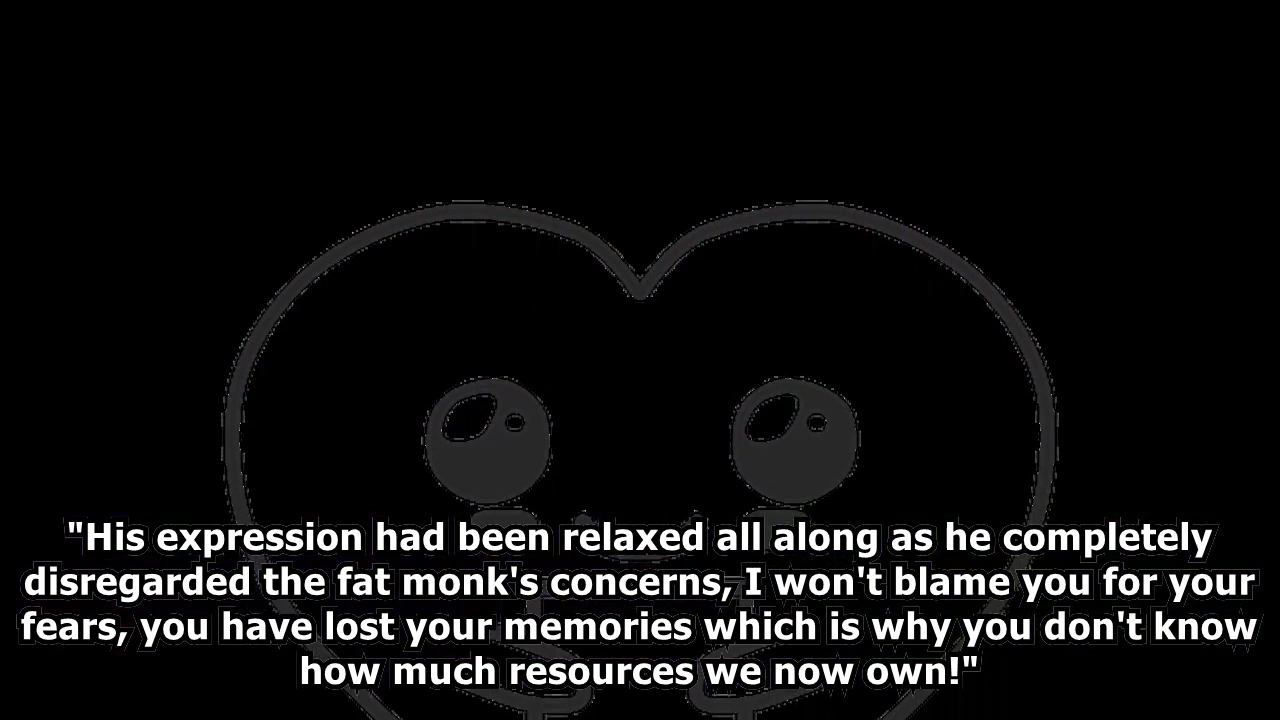 "His expression had been relaxed all along as he completely
disregarded the fat monk's concerns, I won't blame you for your
fears, you have lost your memories which is why you don't know
how much resources we now own!"